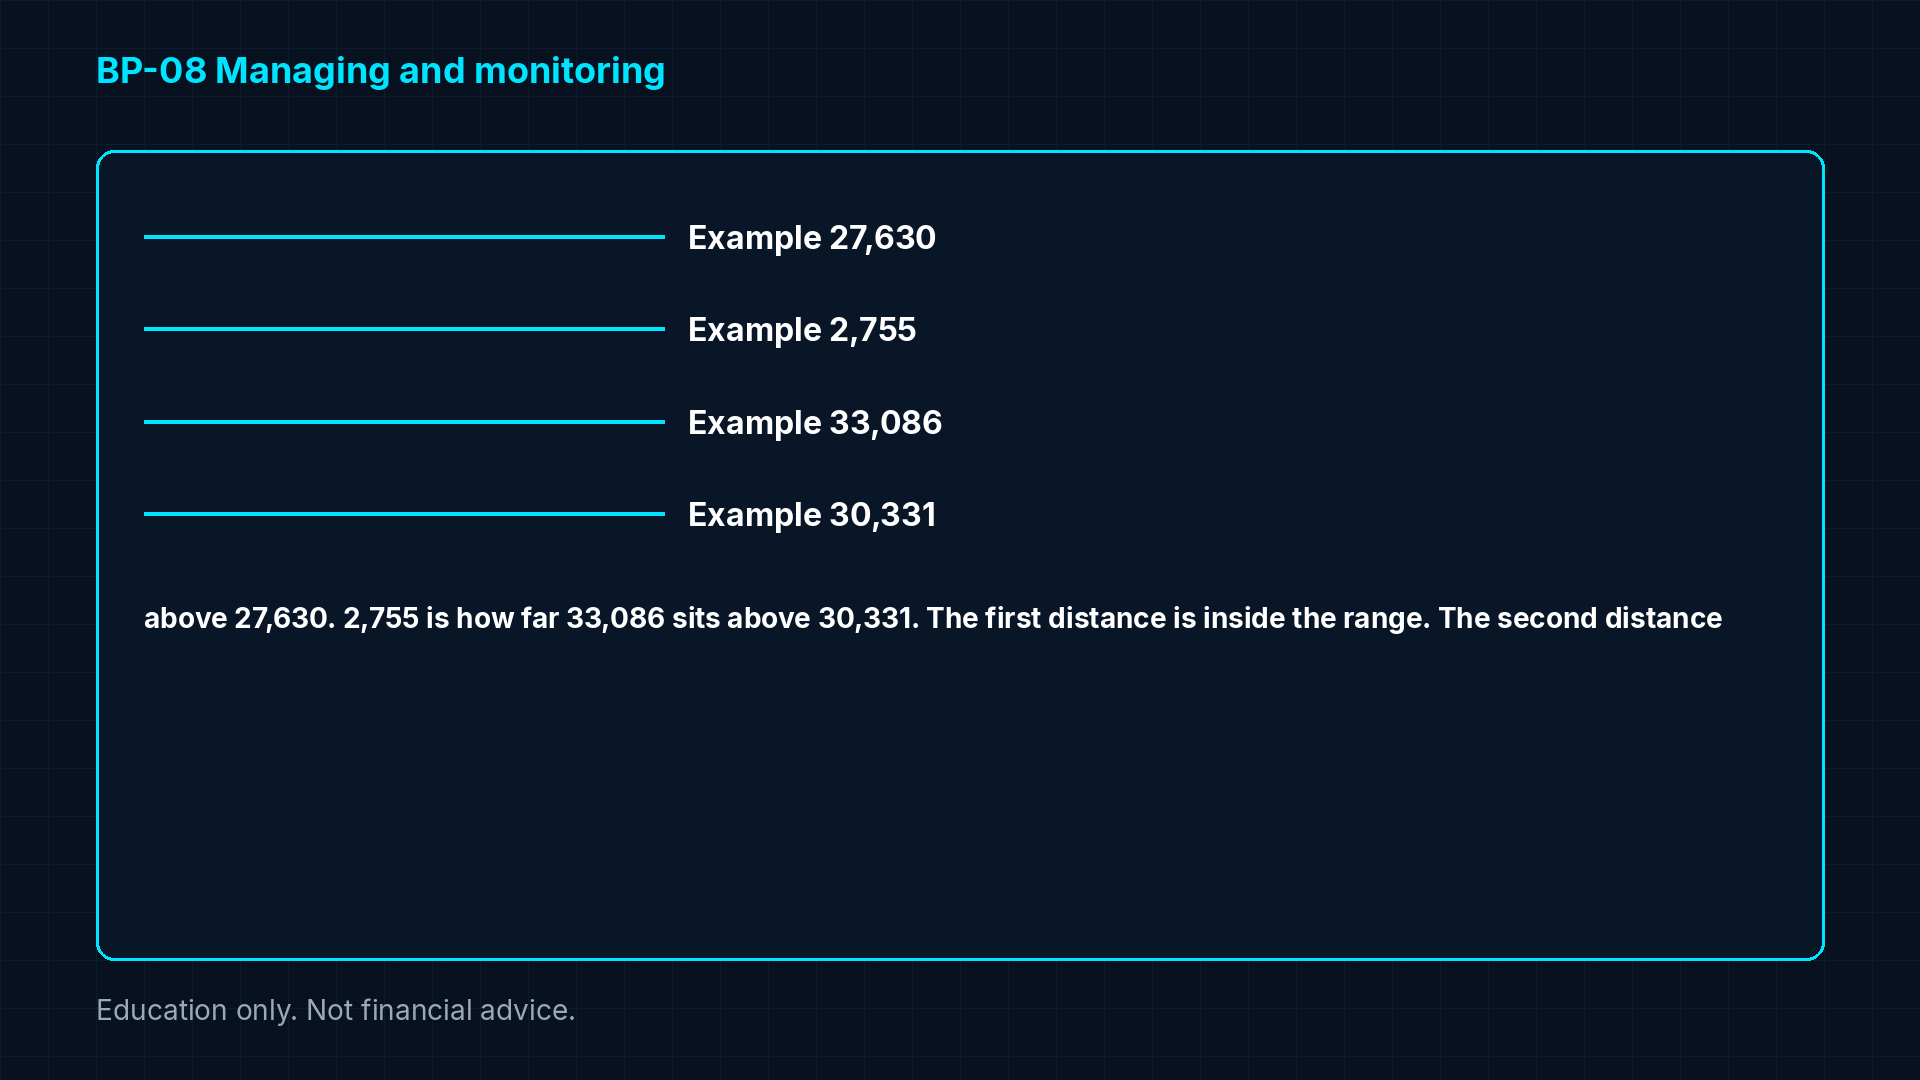 BP-08 Managing and monitoring
Example 27,630
Example 2,755
Example 33,086
Example 30,331
above 27,630. 2,755 is how far 33,086 sits above 30,331. The first distance is inside the range. The second distance
Education only. Not financial advice.